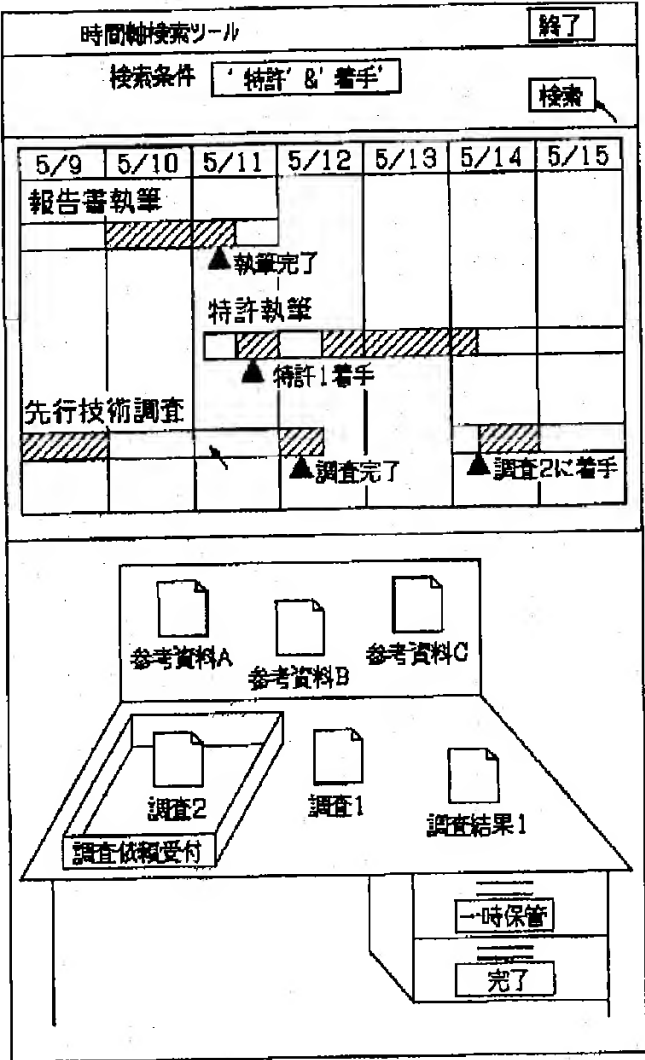 時間軸検索ツール
終了
検索条件 '特許' &' 着手'
検索
5/9 5/10 5/11 5/12 5/13 5/14 5/15
報告書執筆
▲執筆完了
特許執筆
▲ 特許1着手
先行技術調査
▲調査完了
▲調査2に着手
参考資料A
参考資料B
参考資料C
調査2
調査1
調査結果1
調査依頼受付
一時保管
完了